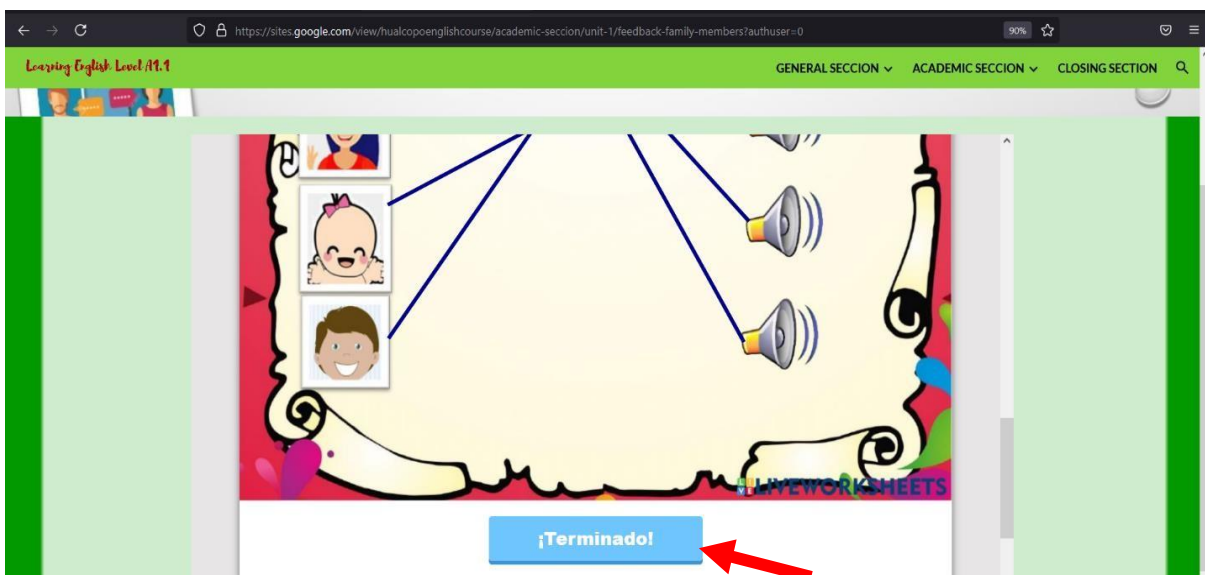 https://sites.google.com/view/hualcopoenglishcourse/academic-seccion/unit-1/feedback-family-members?authuser=0
90%
Learning English Level A1.1
GENERAL SECCION
ACADEMIC SECCION
CLOSING SECTION
LIVEWORKSHEETS
¡Terminado!